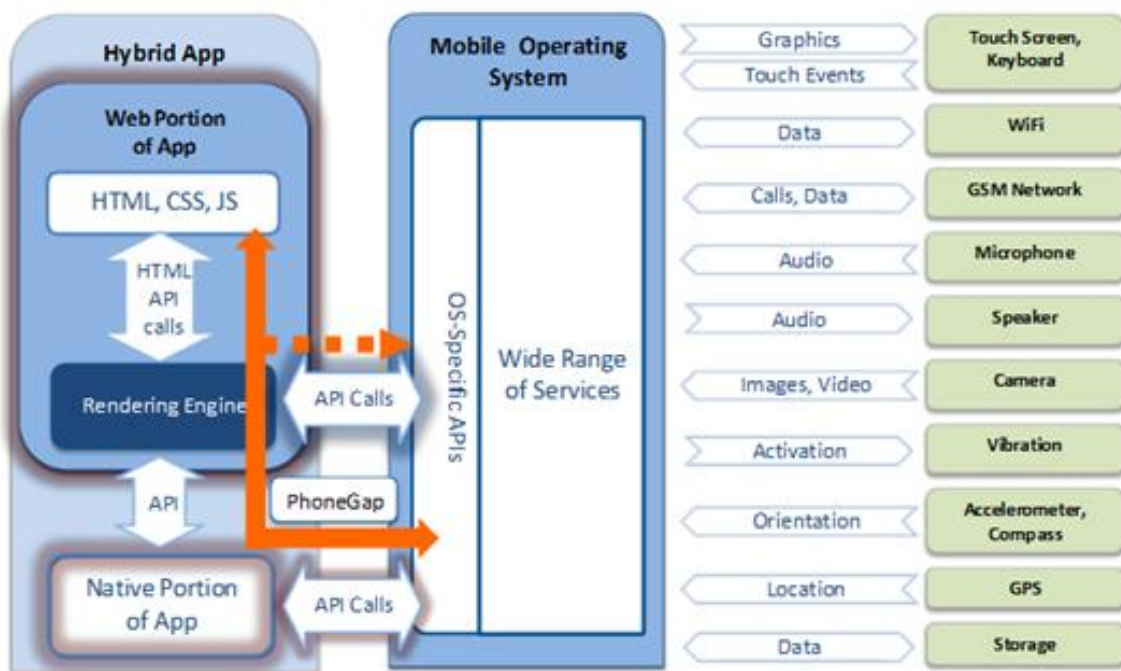 Hybrid App
Web Portion
of App
HTML, CSS, JS
HTML
API
calls
Rendering Engine
API
Native Portion
of App
API Calls
PhoneGap
API Calls
Mobile Operating
System
OS-Specific APIs
Wide Range
of Services
Graphics
Touch Events
Data
Calls, Data
Audio
Audio
Images, Video
Activation
Orientation
Location
Data
Touch Screen,
Keyboard
WiFi
GSM Network
Microphone
Speaker
Camera
Vibration
Accelerometer,
Compass
GPS
Storage